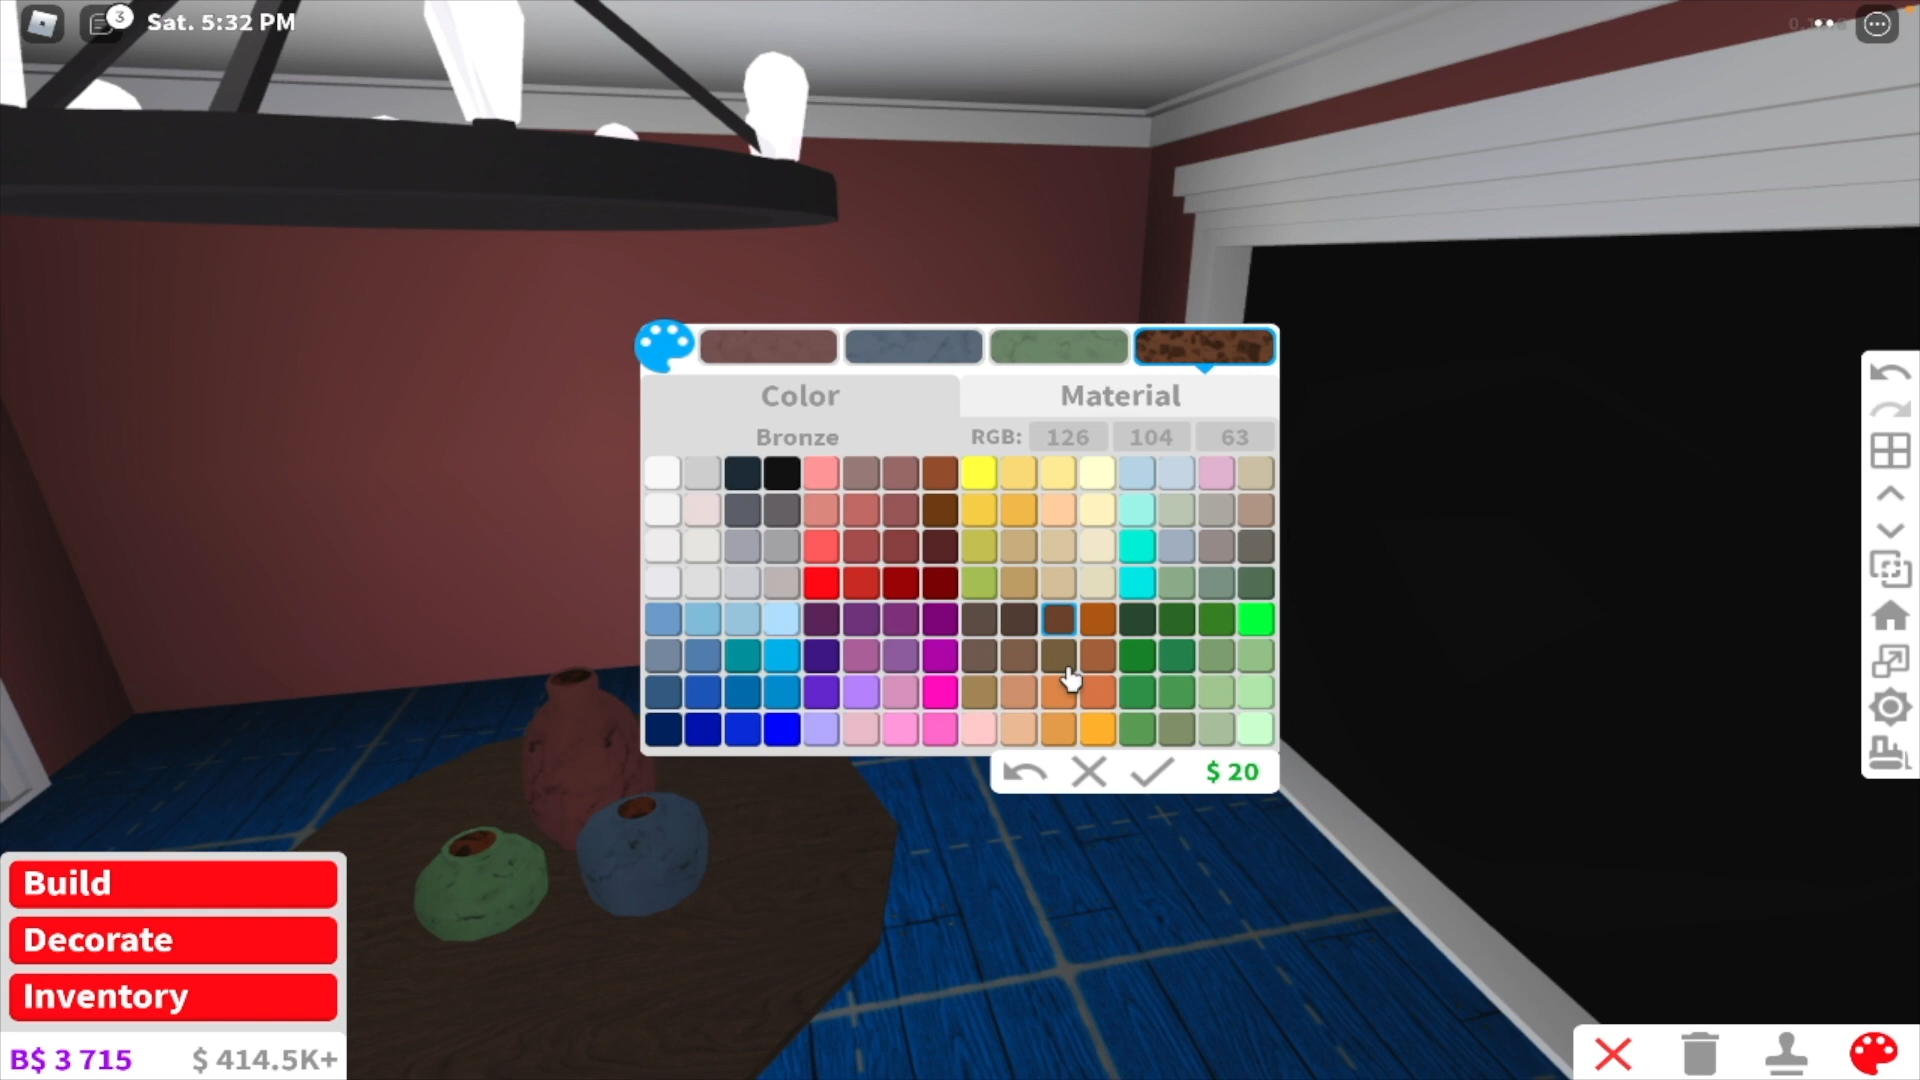 3
Sat. 5:32 PM
Color
Material
Bronze
RGB: 126 104 63
$ 20
Build
Decorate
Inventory
B$ 3 715
$ 414.5K+